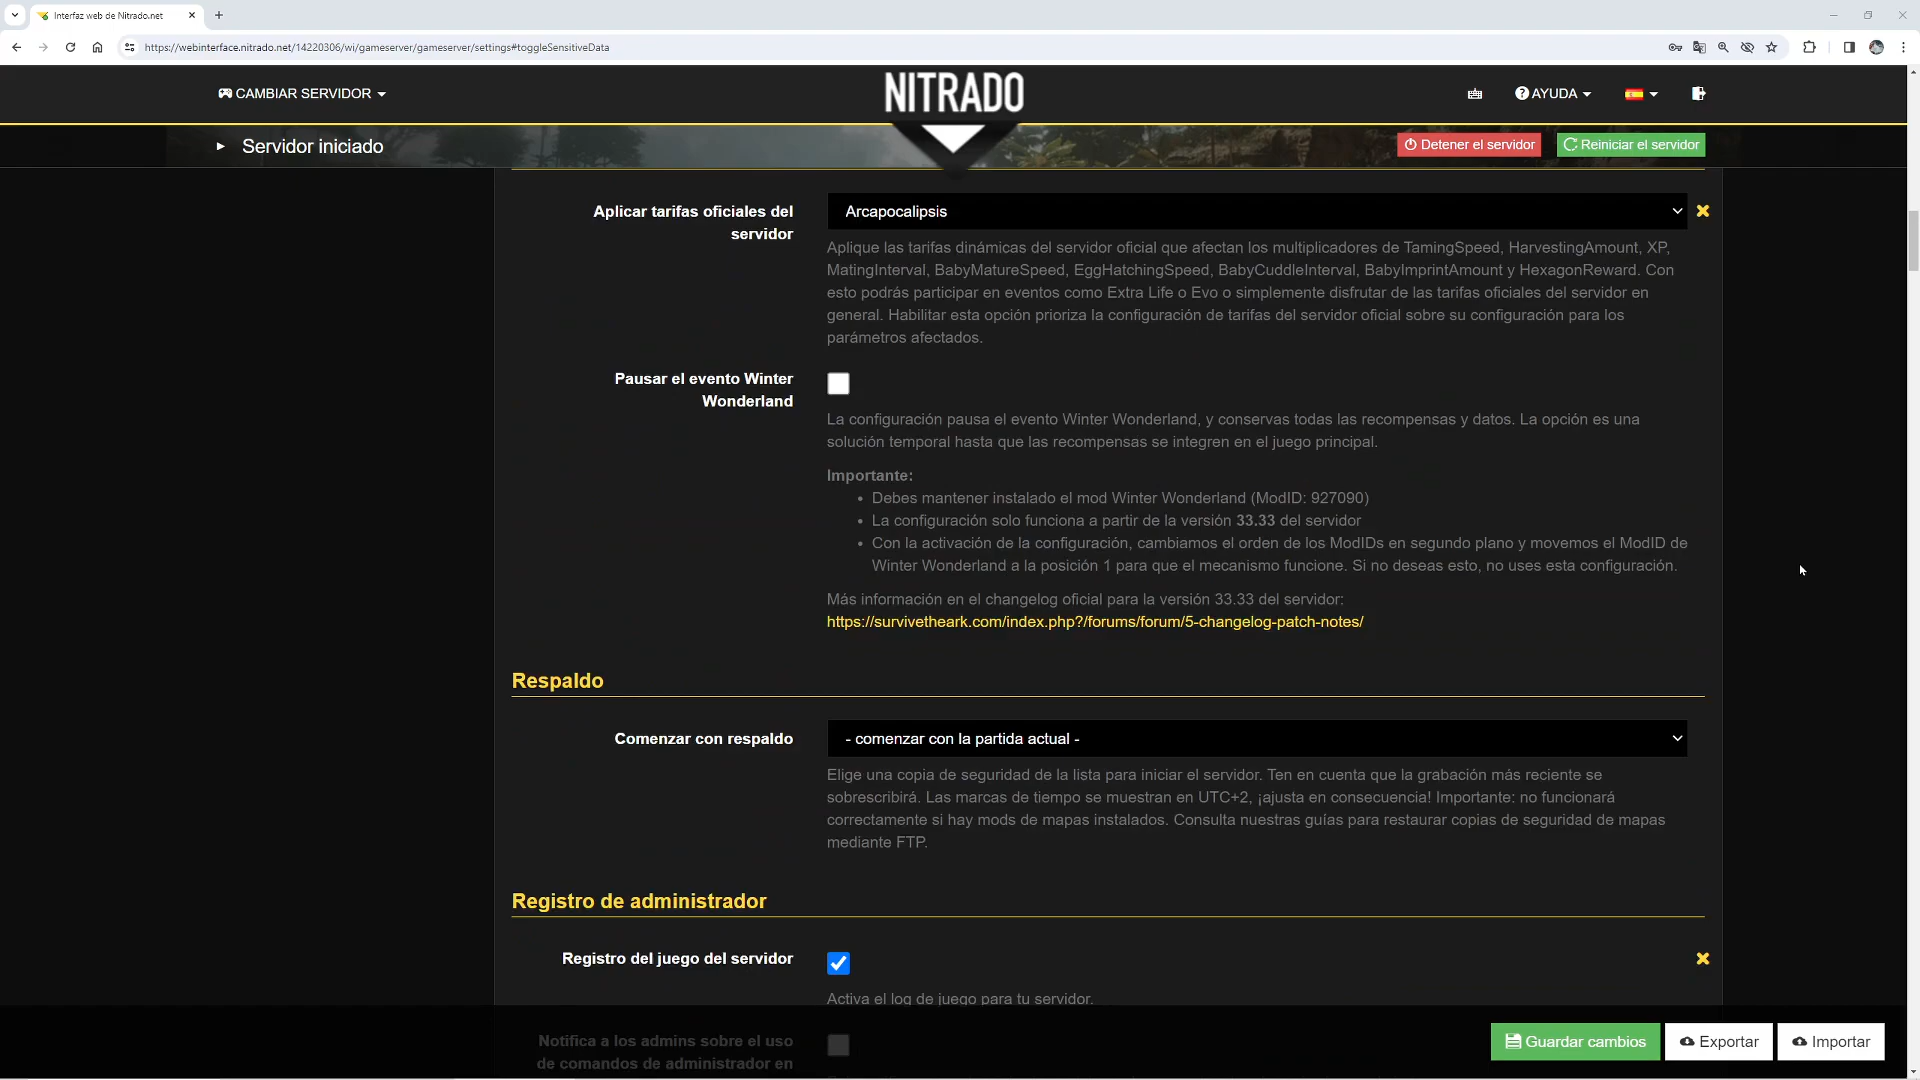 Interfaz web de Nitrado.net
https://webinterface.nitrado.net/14220306/wi/gameserver/gameserver/settings#toggleSensitiveData
CAMBIAR SERVIDOR
NITRADO
AYUDA
Servidor iniciado
Detener el servidor
Reiniciar el servidor
Aplicar tarifas oficiales del
servidor
Arcapocalipsis
Aplique las tarifas dinámicas del servidor oficial que afectan los multiplicadores de TamingSpeed, HarvestingAmount, XP,
MatingInterval, BabyMatureSpeed, EggHatchingSpeed, BabyCuddleInterval, BabyImprintAmount y HexagonReward. Con
esto podrás participar en eventos como Extra Life o Evo o simplemente disfrutar de las tarifas oficiales del servidor en
general. Habilitar esta opción prioriza la configuración de tarifas del servidor oficial sobre su configuración para los
parámetros afectados.
Pausar el evento Winter
Wonderland
La configuración pausa el evento Winter Wonderland, y conservas todas las recompensas y datos. La opción es una
solución temporal hasta que las recompensas se integren en el juego principal.
Importante:
• Debes mantener instalado el mod Winter Wonderland (ModID: 927090)
• La configuración solo funciona a partir de la versión 33.33 del servidor
• Con la activación de la configuración, cambiamos el orden de los ModIDs en segundo plano y movemos el ModID de
Winter Wonderland a la posición 1 para que el mecanismo funcione. Si no deseas esto, no uses esta configuración.
Más información en el changelog oficial para la versión 33.33 del servidor:
https://survivetheark.com/index.php?/forums/forum/5-changelog-patch-notes/
Respaldo
Comenzar con respaldo
- comenzar con la partida actual -
Elige una copia de seguridad de la lista para iniciar el servidor. Ten en cuenta que la grabación más reciente se
sobrescribirá. Las marcas de tiempo se muestran en UTC+2, ¡ajusta en consecuencia! Importante: no funcionará
correctamente si hay mods de mapas instalados. Consulta nuestras guías para restaurar copias de seguridad de mapas
mediante FTP.
Registro de administrador
Registro del juego del servidor
Activa el log de juego para tu servidor.
Notifica a los admins sobre el uso
de comandos de administrador en
Guardar cambios
Exportar
Importar